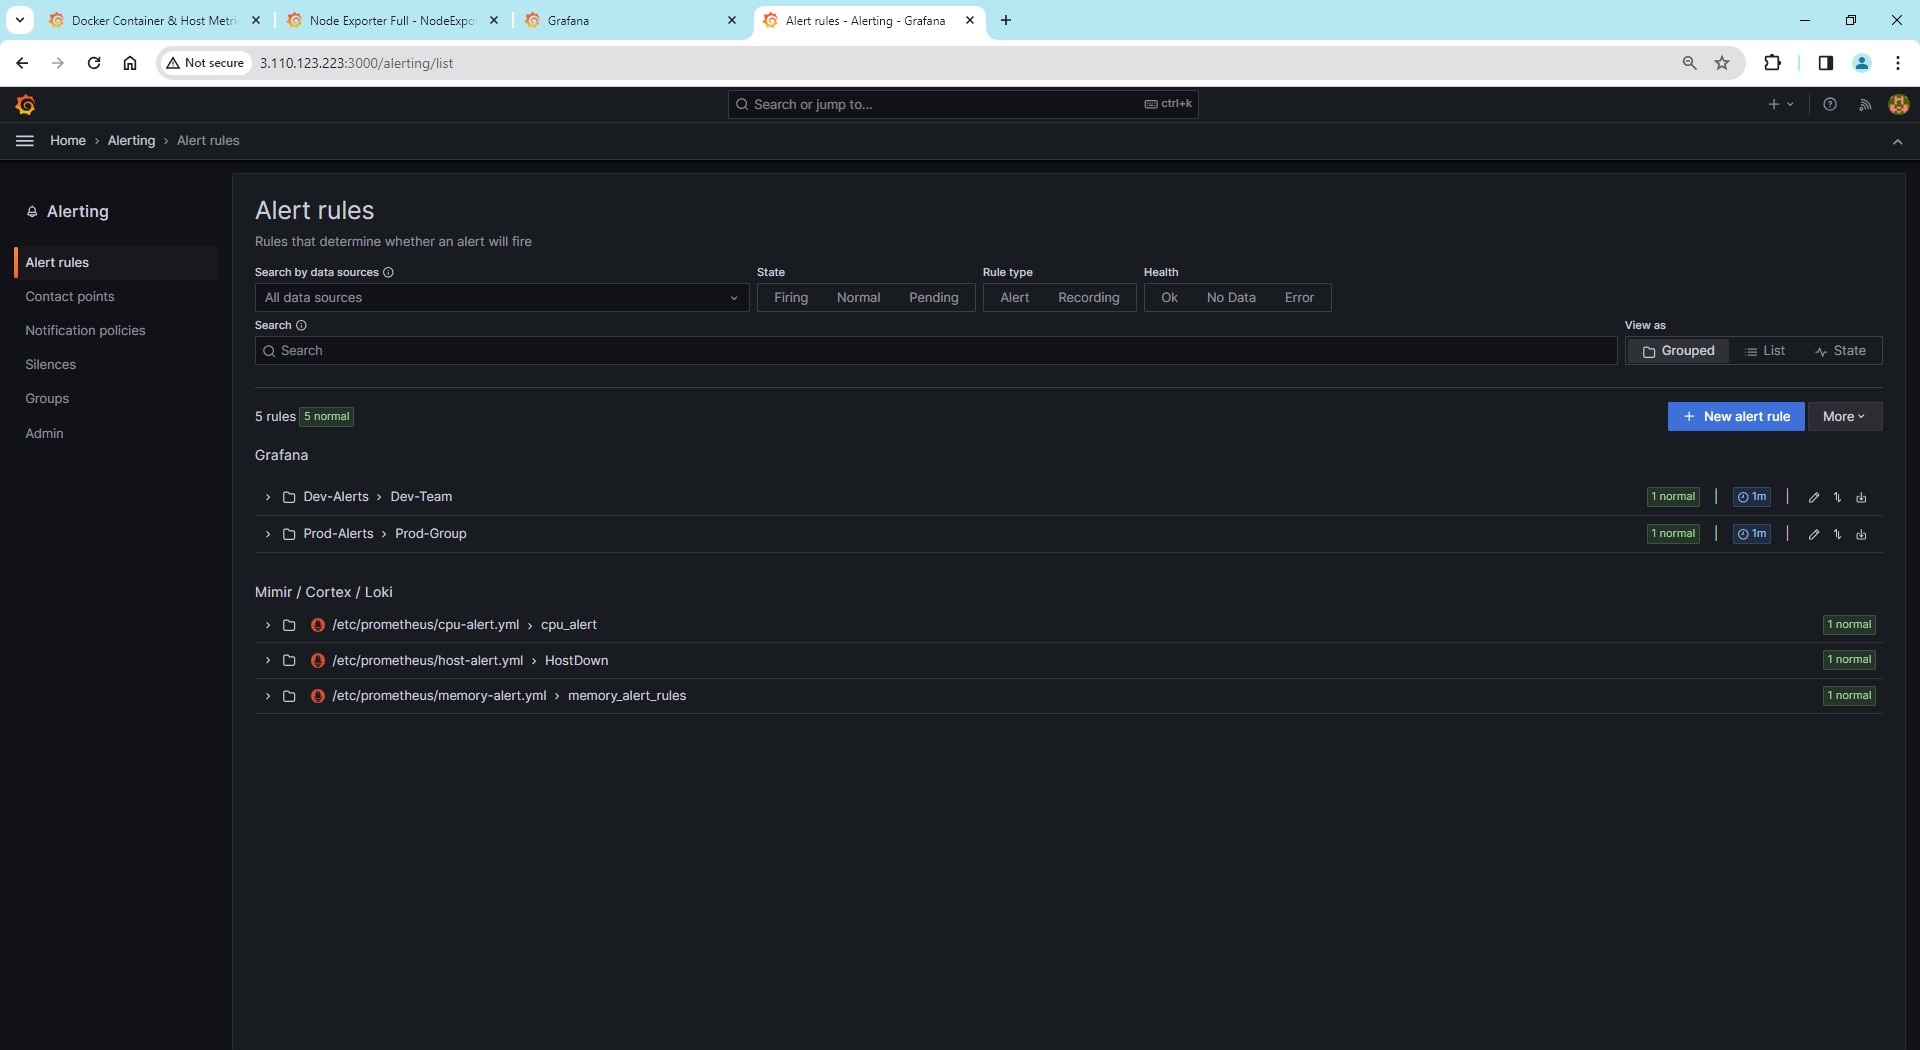 Docker Container & Host Metri
Node Exporter Full - NodeExpo
Grafana
Alert rules - Alerting - Grafana
Not secure
3.110.123.223:3000/alerting/list
Search or jump to...
ctrl+k
Home › Alerting › Alert rules
Alerting
Alert rules
Contact points
Notification policies
Silences
Groups
Admin
Alert rules
Rules that determine whether an alert will fire
Search by data sources
State
Rule type
Health
All data sources
Firing Normal Pending
Alert Recording
Ok No Data Error
Search
View as
Search
Grouped List State
5 rules 5 normal
+ New alert rule
More
Grafana
Dev-Alerts › Dev-Team 1 normal | 1m |
Prod-Alerts › Prod-Group 1 normal | 1m |
Mimir / Cortex / Loki
/etc/prometheus/cpu-alert.yml › cpu_alert 1 normal
/etc/prometheus/host-alert.yml › HostDown 1 normal
/etc/prometheus/memory-alert.yml › memory_alert_rules 1 normal